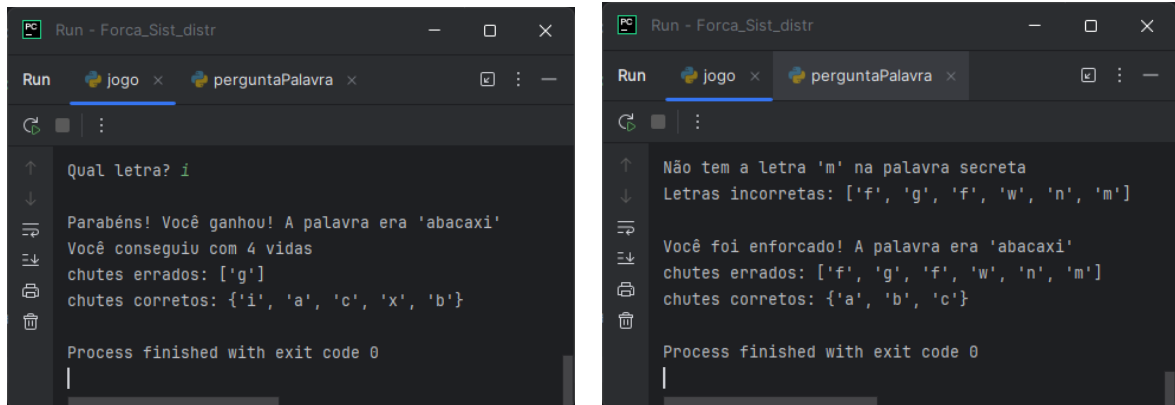 PC
Run - Forca_Sist_distr
Run jogo perguntaPalavra
Qual letra? i
Parabéns! Você ganhou! A palavra era 'abacaxi'
Você conseguiu com 4 vidas
chutes errados: ['g']
chutes corretos: {'i', 'a', 'c', 'x', 'b'}
Process finished with exit code 0
PC
Run - Forca_Sist_distr
Run jogo perguntaPalavra
Não tem a letra 'm' na palavra secreta
Letras incorretas: ['f', 'g', 'f', 'w', 'n', 'm']
Você foi enforcado! A palavra era 'abacaxi'
chutes errados: ['f', 'g', 'f', 'w', 'n', 'm']
chutes corretos: {'a', 'b', 'c'}
Process finished with exit code 0